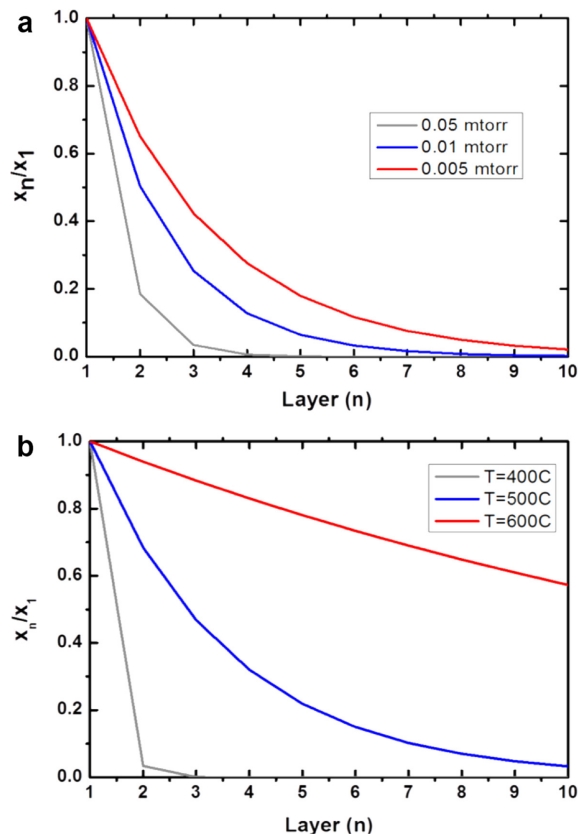 a
1.0
0.8
0.6
0.4
0.2
0.0
xn/x1
0.05 mtorr
0.01 mtorr
0.005 mtorr
1 2 3 4 5 6 7 8 9 10
Layer (n)
b
1.0
0.8
0.6
0.4
0.2
0.0
xn/x1
T=400C
T=500C
T=600C
1 2 3 4 5 6 7 8 9 10
Layer (n)